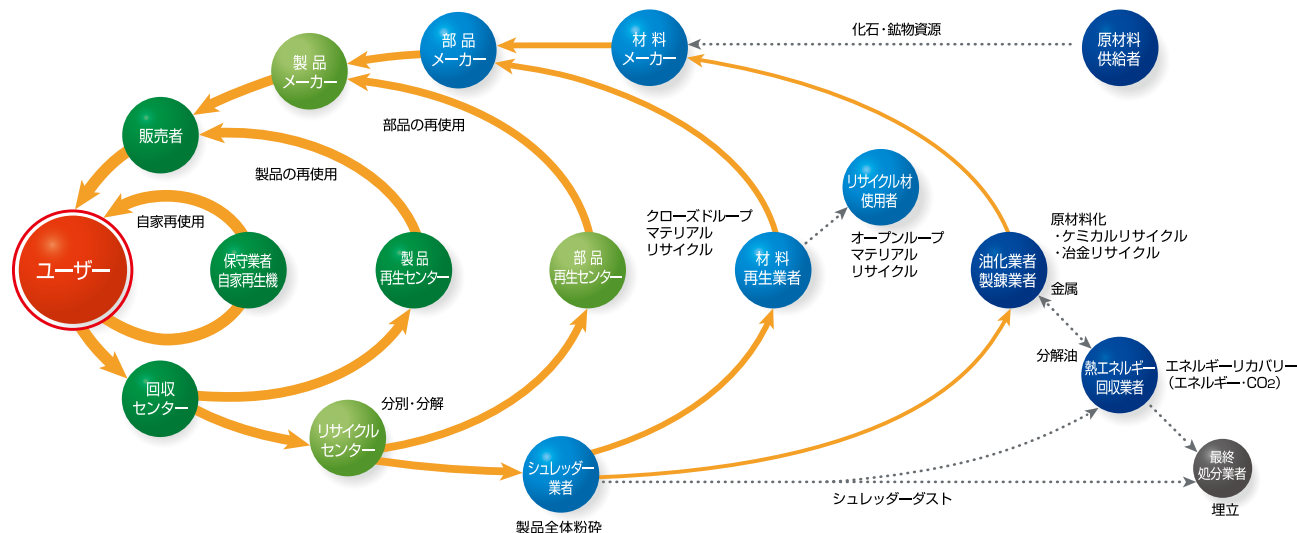 化石・鉱物資源
原材料
供給者
材料
メーカー
部品
メーカー
製品
メーカー
販売者
部品の再使用
製品の再使用
自家再使用
ユーザー
保守業者
自家再生機
製品
再生センター
部品
再生センター
クローズドループ
マテリアル
リサイクル
材料
再生業者
リサイクル材
使用者
オープンループ
マテリアル
リサイクル
油化業者
製錬業者
原材料化
・ケミカルリサイクル
・冶金リサイクル
金属
分解油
熱エネルギー
回収業者
エネルギーリカバリー
(エネルギー・CO2)
回収
センター
分別・分解
リサイクル
センター
シュレッダー
業者
製品全体粉砕
シュレッダーダスト
最終
処分業者
埋立